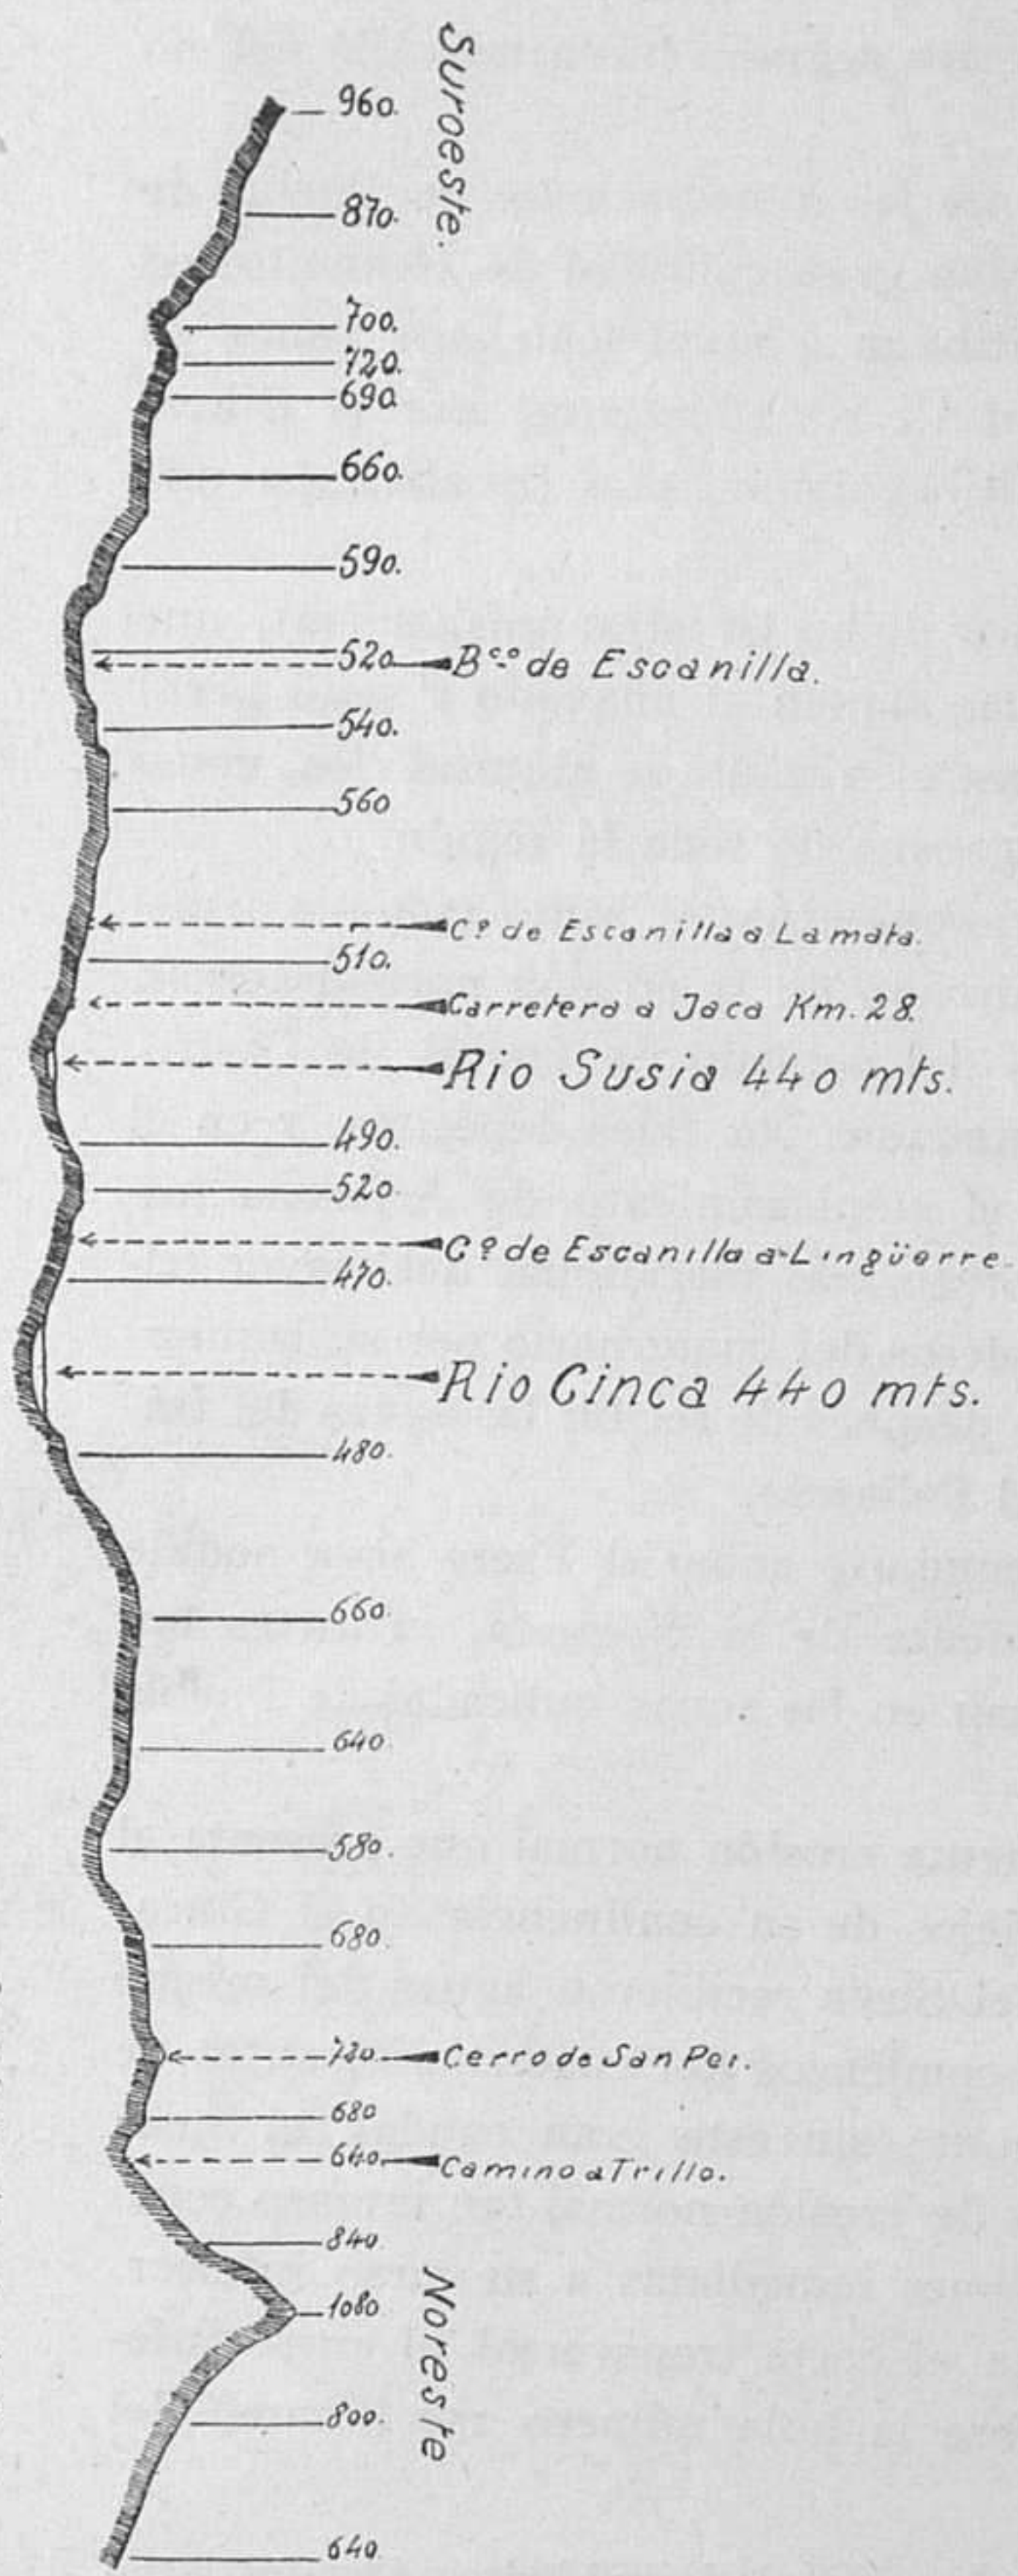 Suroeste.
960.
870.
700.
720.
690
660.
590.
520 Bco de Escanilla.
540.
560
Cº de Escanilla a Lamata.
510.
Carretera a Jaca Km. 28.
Rio Susia 440 mts.
490.
520.
Cº de Escanilla a Lingüerre.
470.
Rio Cinca 440 mts.
480.
660.
640.
580.
680.
Cerro de San Per.
680
640. Camino a Trillo.
840
1080
Noreste
800.
640